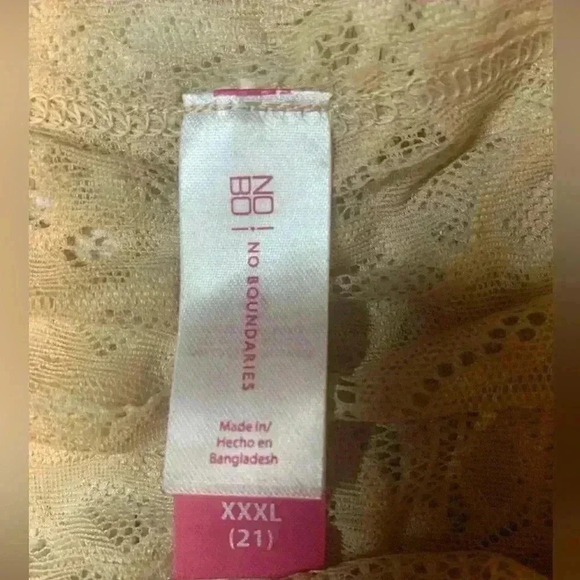 NO
BO
NO BOUNDARIES
Made in/
Hecho en
Bangladesh
XXXL
(21)